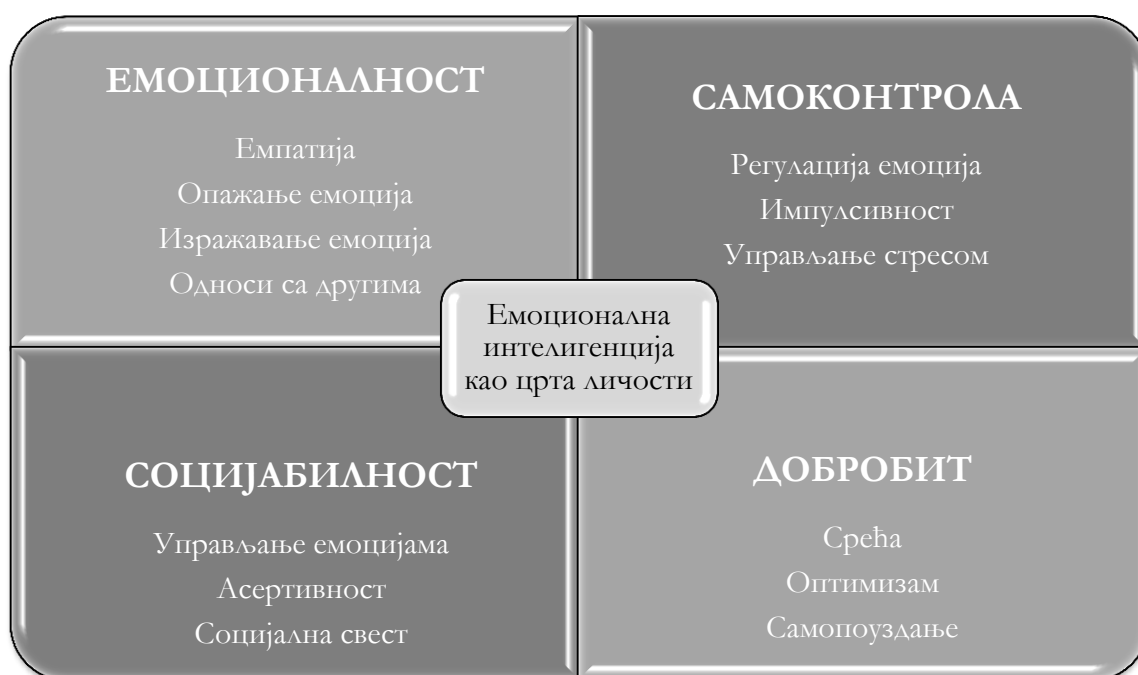 ЕМОЦИОНАЛНОСТ
Емпатија
Опажање емоција
Изражавање емоција
Односи са другима
САМОКОНТРОЛА
Регулација емоција
Импулсивност
Управљање стресом
Емоционална
интелигенција
као црта личости
СОЦИЈАБИЛНОСТ
Управљање емоцијама
Асертивност
Социјална свест
ДОБРОБИТ
Срећа
Оптимизам
Самопоуздање